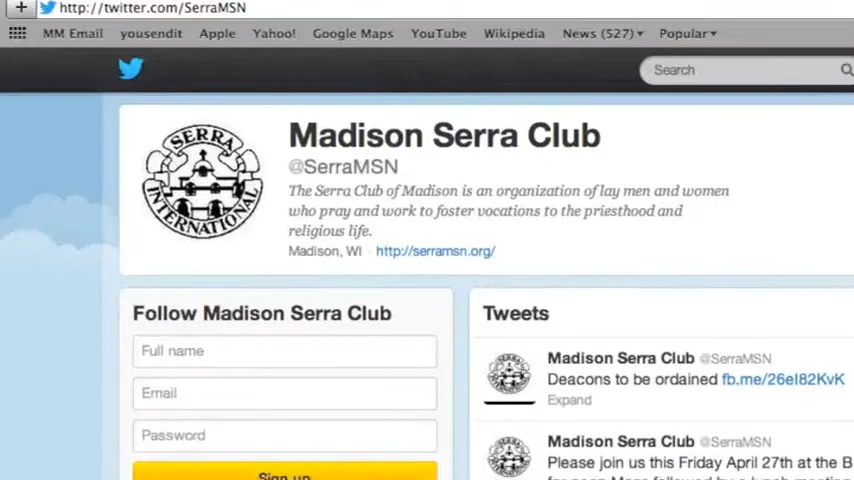 http://twitter.com/SerraMSN
MM Email yousendit Apple Yahoo! Google Maps YouTube Wikipedia News (527) Popular
Search
SERRA
INTERNATIONAL
Madison Serra Club
@SerraMSN
The Serra Club of Madison is an organization of lay men and women
who pray and work to foster vocations to the priesthood and
religious life.
Madison, WI · http://serramsn.org/
Follow Madison Serra Club
Full name
Email
Password
Sign up
Tweets
Madison Serra Club @SerraMSN
Deacons to be ordained fb.me/26eI82KvK
Expand
Madison Serra Club @SerraMSN
Please join us this Friday April 27th at the B